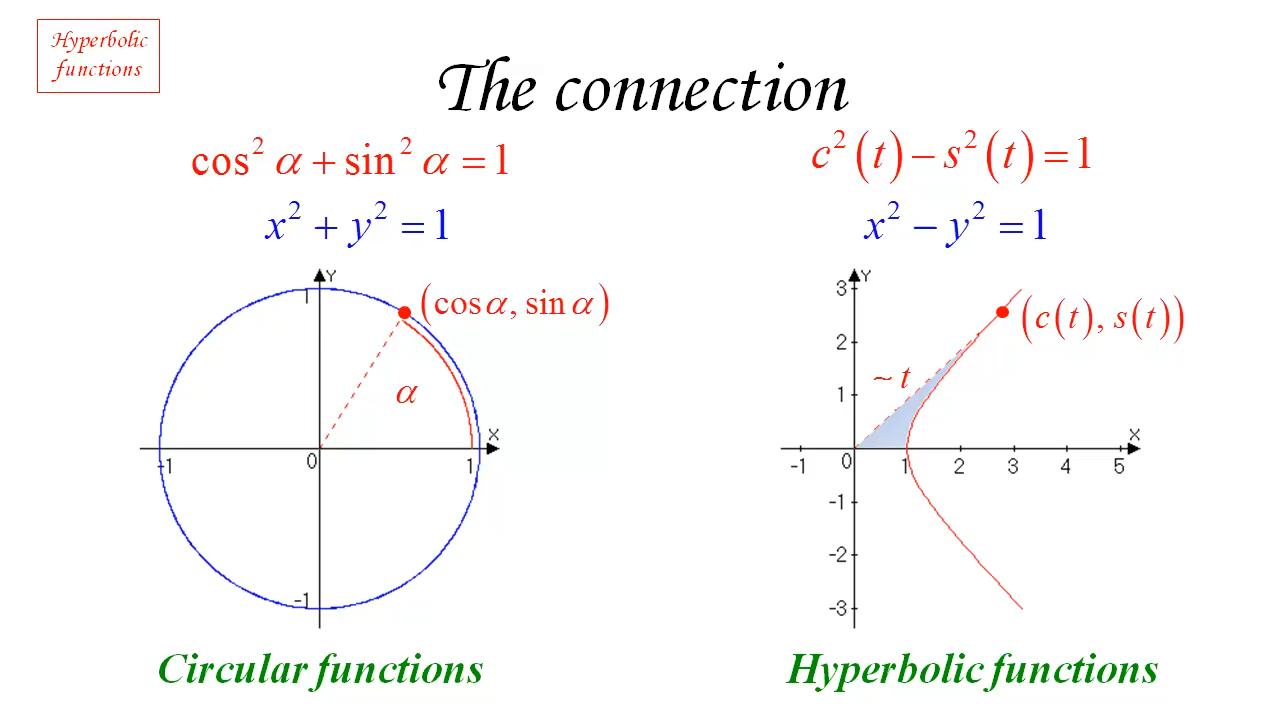 Hyperbolic
functions
The connection
cos² α + sin² α = 1
x² + y² = 1
c²(t) − s²(t) = 1
x² − y² = 1
Y
1
(cos α, sin α)
α
X
-1
0
1
-1
Circular functions
Y
3
(c(t), s(t))
2
~ t
1
X
-1 0 1 2 3 4 5
-1
-2
-3
Hyperbolic functions